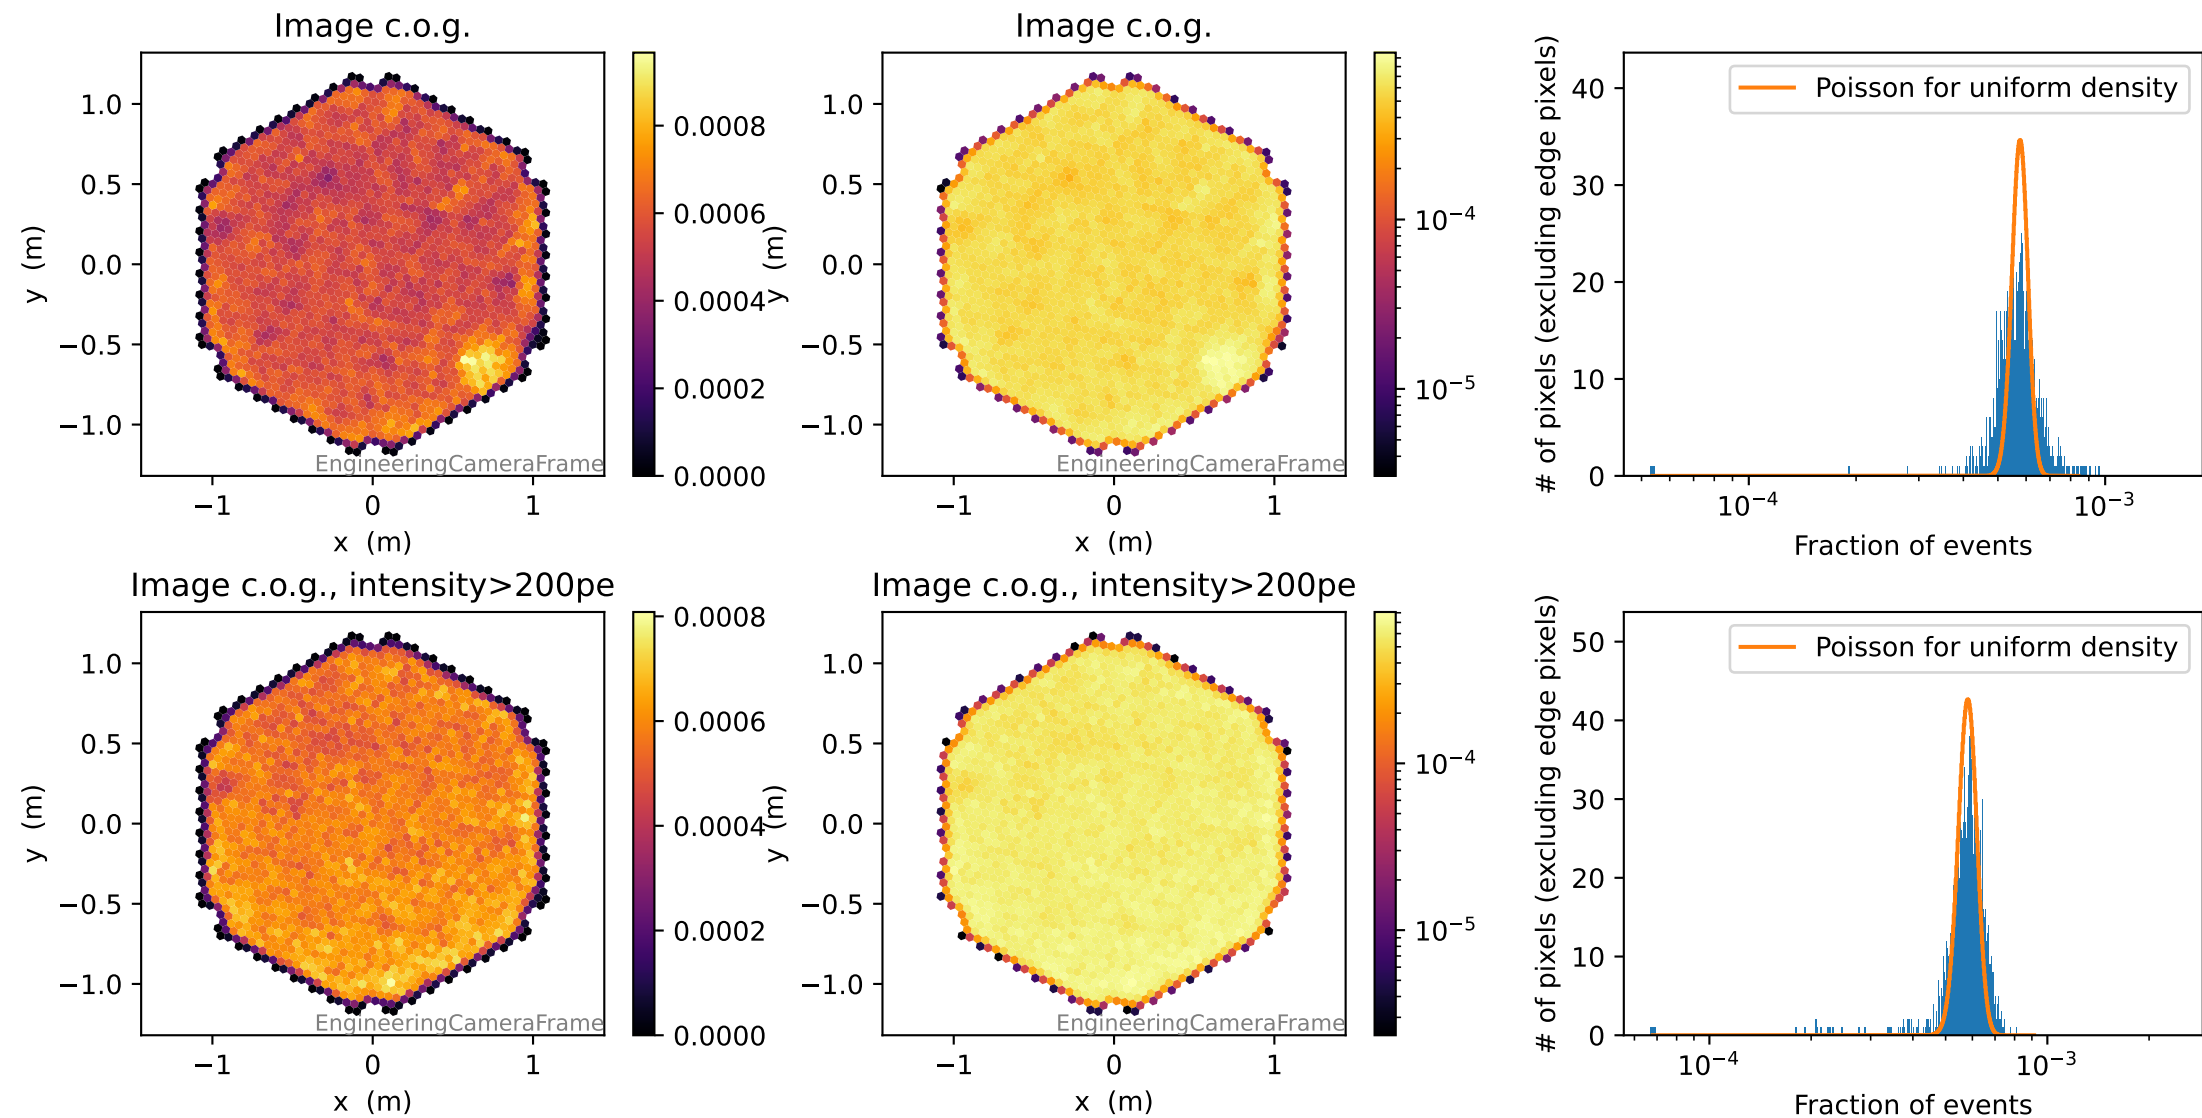 Image c.o.g.
y (m)
1.0
0.5
0.0
−0.5
−1.0
−1
0
1
x (m)
EngineeringCameraFrame
0.0008
0.0006
0.0004
0.0002
0.0000
Image c.o.g.
y (m)
1.0
0.5
0.0
−0.5
−1.0
−1
0
1
x (m)
EngineeringCameraFrame
10−4
10−5
# of pixels (excluding edge pixels)
40
30
20
10
0
Poisson for uniform density
10−4
10−3
Fraction of events
Image c.o.g., intensity>200pe
y (m)
1.0
0.5
0.0
−0.5
−1.0
−1
0
1
x (m)
EngineeringCameraFrame
0.0008
0.0006
0.0004
0.0002
0.0000
Image c.o.g., intensity>200pe
y (m)
1.0
0.5
0.0
−0.5
−1.0
−1
0
1
x (m)
EngineeringCameraFrame
10−4
10−5
# of pixels (excluding edge pixels)
50
40
30
20
10
0
Poisson for uniform density
10−4
10−3
Fraction of events